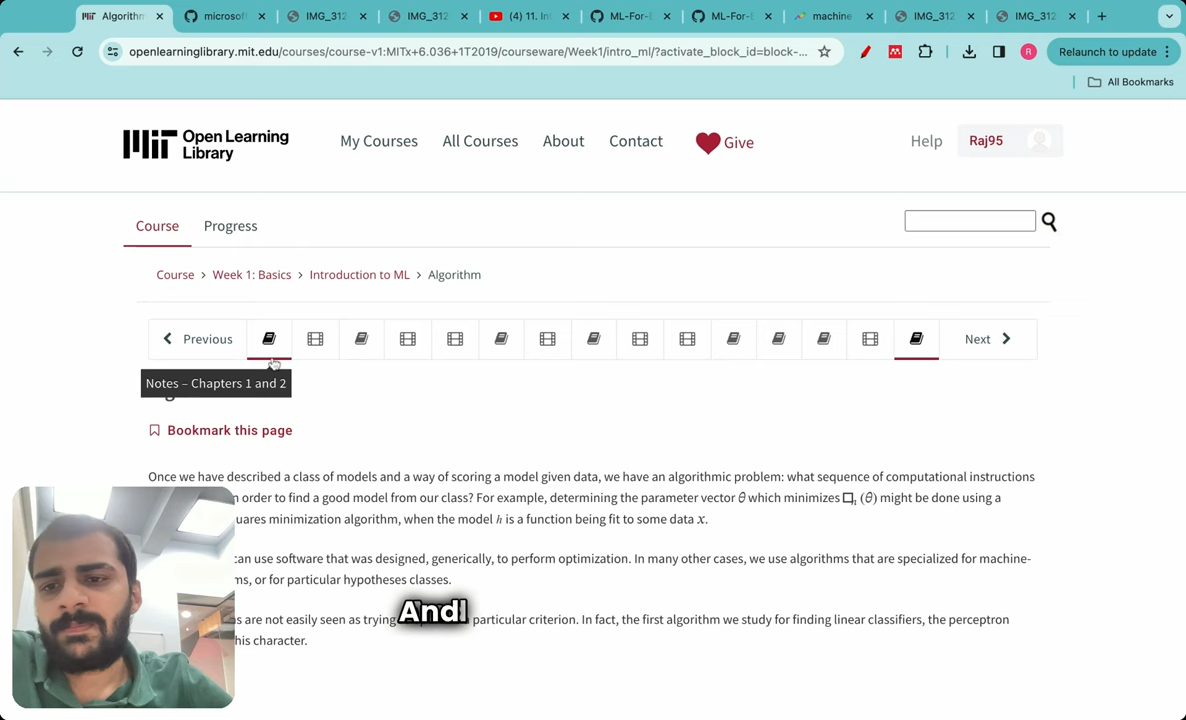 Algorithm
microsof
IMG_312
IMG_312
(4) 11. In
ML-For-B
ML-For-B
machine
IMG_312
IMG_312
openlearninglibrary.mit.edu/courses/course-v1:MITx+6.036+1T2019/courseware/Week1/intro_ml/?activate_block_id=block-...
R
Relaunch to update
All Bookmarks
MIT Open Learning Library
My Courses
All Courses
About
Contact
Give
Help
Raj95
Course
Progress
Course > Week 1: Basics > Introduction to ML > Algorithm
Previous
Next
Notes – Chapters 1 and 2
Bookmark this page
Once we have described a class of models and a way of scoring a model given data, we have an algorithmic problem: what sequence of computational instructions
n order to find a good model from our class? For example, determining the parameter vector θ which minimizes (θ) might be done using a
uares minimization algorithm, when the model h is a function being fit to some data x.
can use software that was designed, generically, to perform optimization. In many other cases, we use algorithms that are specialized for machine-
ms, or for particular hypotheses classes.
s are not easily seen as trying particular criterion. In fact, the first algorithm we study for finding linear classifiers, the perceptron
his character.
And I